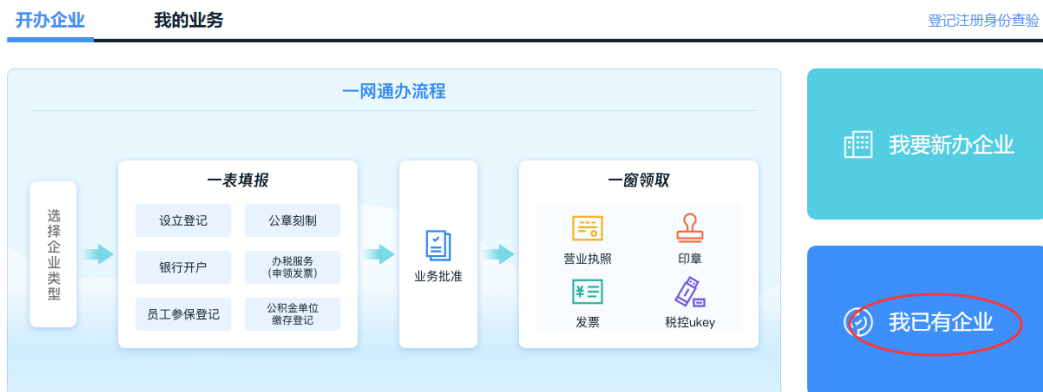 开办企业
我的业务
登记注册身份查验
一网通办流程
选择企业类型
一表填报
设立登记
公章刻制
银行开户
办税服务
（申领发票）
员工参保登记
公积金单位
缴存登记
业务批准
一窗领取
营业执照
印章
发票
税控ukey
我要新办企业
我已有企业